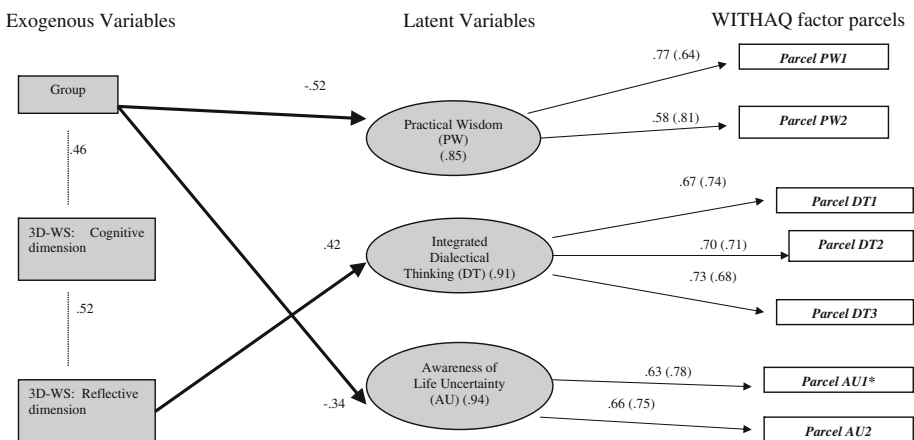 Exogenous Variables
Latent Variables
WITHAQ factor parcels
Group
-.52
.77 (.64)
Parcel PW1
Practical Wisdom
(PW)
(.85)
.58 (.81)
Parcel PW2
.46
3D-WS: Cognitive
dimension
.42
Integrated
Dialectical
Thinking (DT) (.91)
.67 (.74)
Parcel DT1
.70 (.71)
Parcel DT2
.73 (.68)
Parcel DT3
.52
3D-WS: Reflective
dimension
-.34
Awareness of
Life Uncertainty
(AU) (.94)
.63 (.78)
Parcel AU1*
.66 (.75)
Parcel AU2